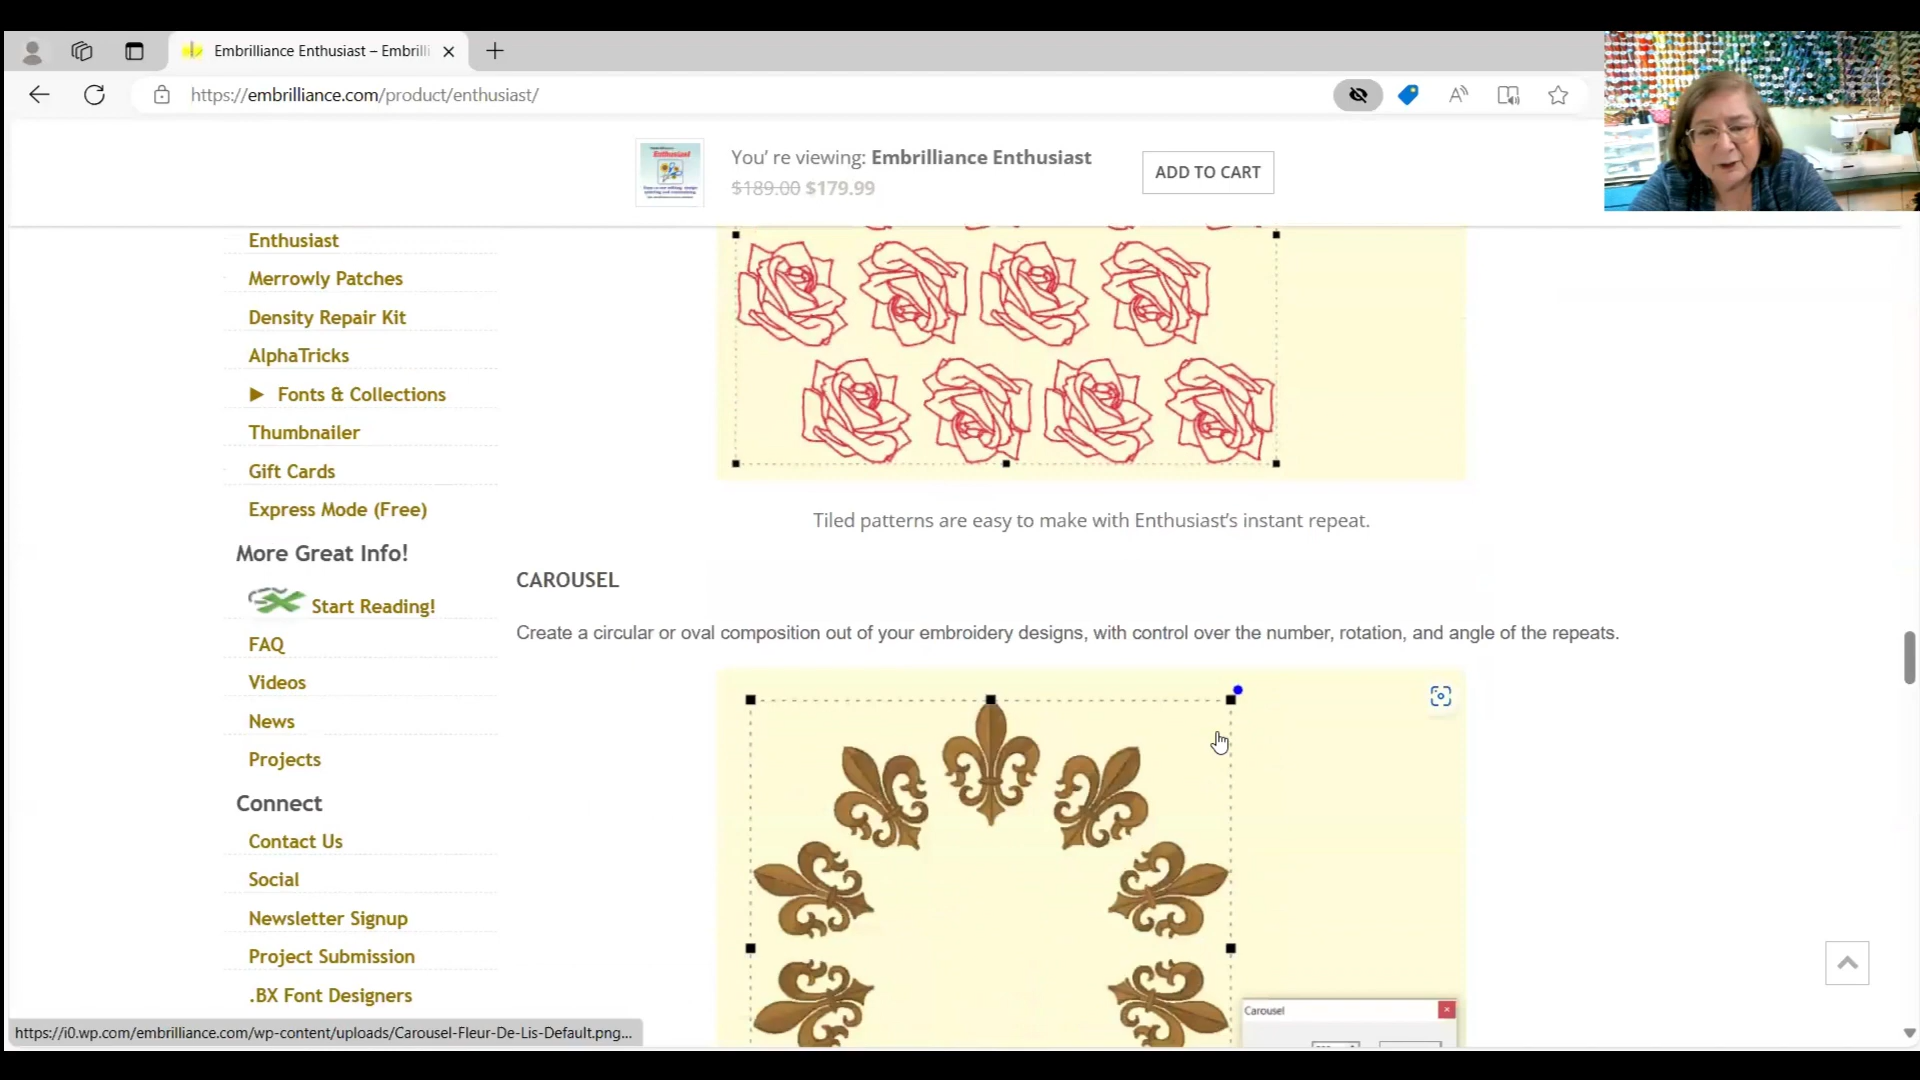 Embrilliance Enthusiast – Embrilli
https://embrilliance.com/product/enthusiast/
You' re viewing: Embrilliance Enthusiast
$189.00 $179.99
ADD TO CART
Enthusiast
Enthusiast
Merrowly Patches
Density Repair Kit
AlphaTricks
Fonts & Collections
Thumbnailer
Gift Cards
Express Mode (Free)
More Great Info!
Start Reading!
FAQ
Videos
News
Projects
Connect
Contact Us
Social
Newsletter Signup
Project Submission
.BX Font Designers
Tiled patterns are easy to make with Enthusiast's instant repeat.
CAROUSEL
Create a circular or oval composition out of your embroidery designs, with control over the number, rotation, and angle of the repeats.
Carousel
https://i0.wp.com/embrilliance.com/wp-content/uploads/Carousel-Fleur-De-Lis-Default.png...